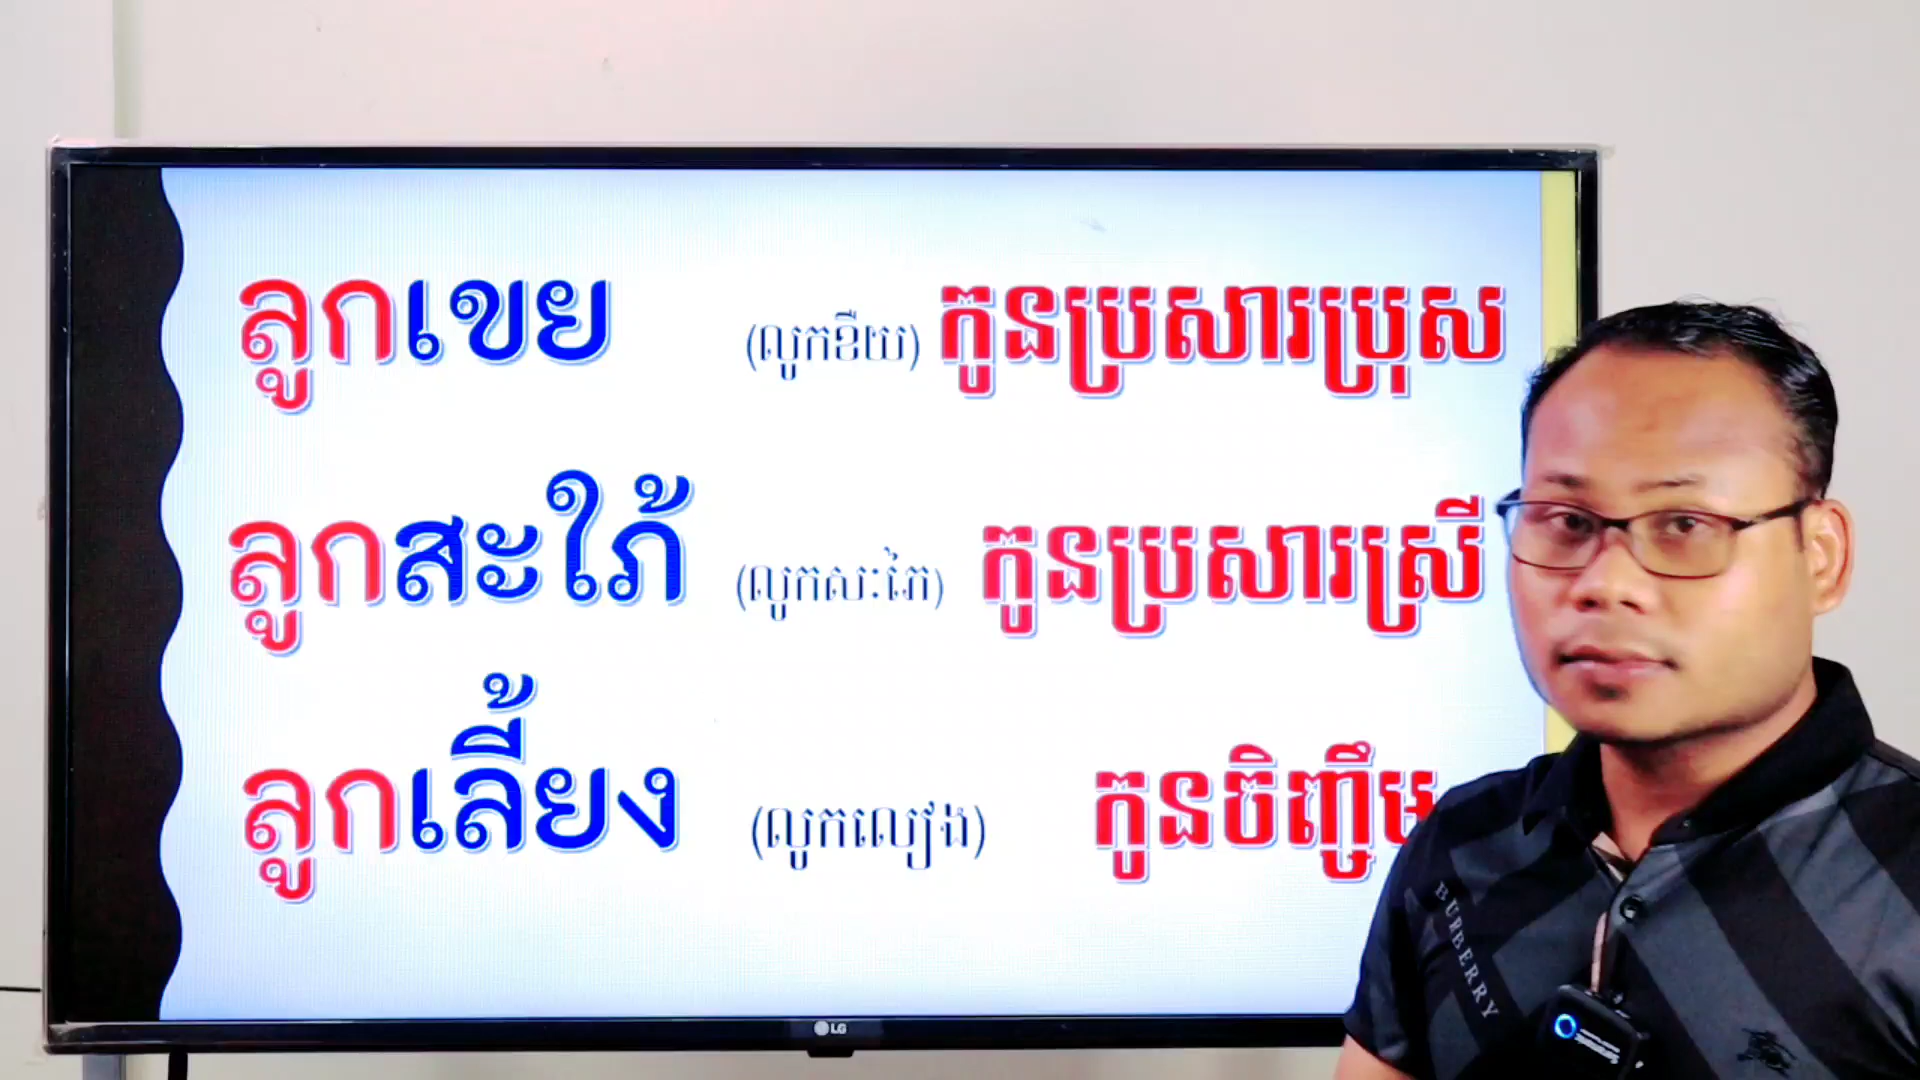 ลูกเขย (លូកខឺយ) កូនប្រសារប្រុស
ลูกสะใภ้ (លូកសៈភៃ) កូនប្រសារស្រី
ลูกเลี้ยง (លូកលៀង) កូនចិញ្ចឹម
LG
BURBERRY